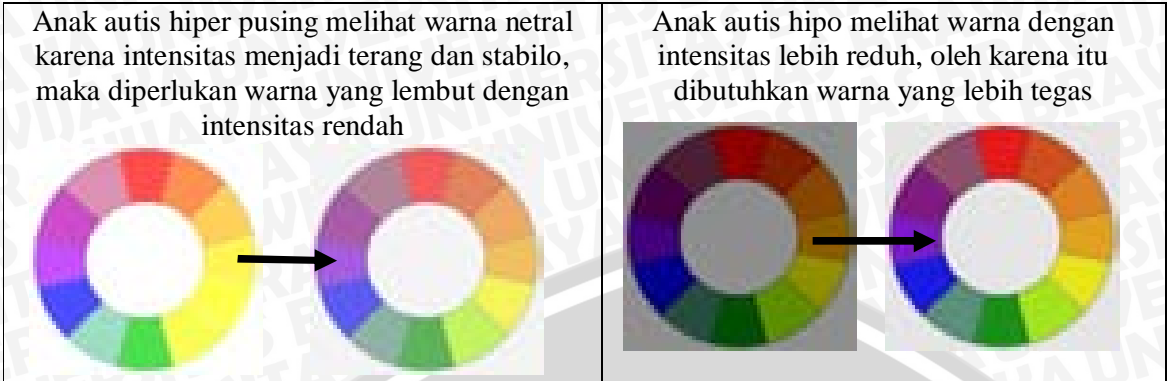 Anak autis hiper pusing melihat warna netral
karena intensitas menjadi terang dan stabilo,
maka diperlukan warna yang lembut dengan
intensitas rendah
Anak autis hipo melihat warna dengan
intensitas lebih reduh, oleh karena itu
dibutuhkan warna yang lebih tegas